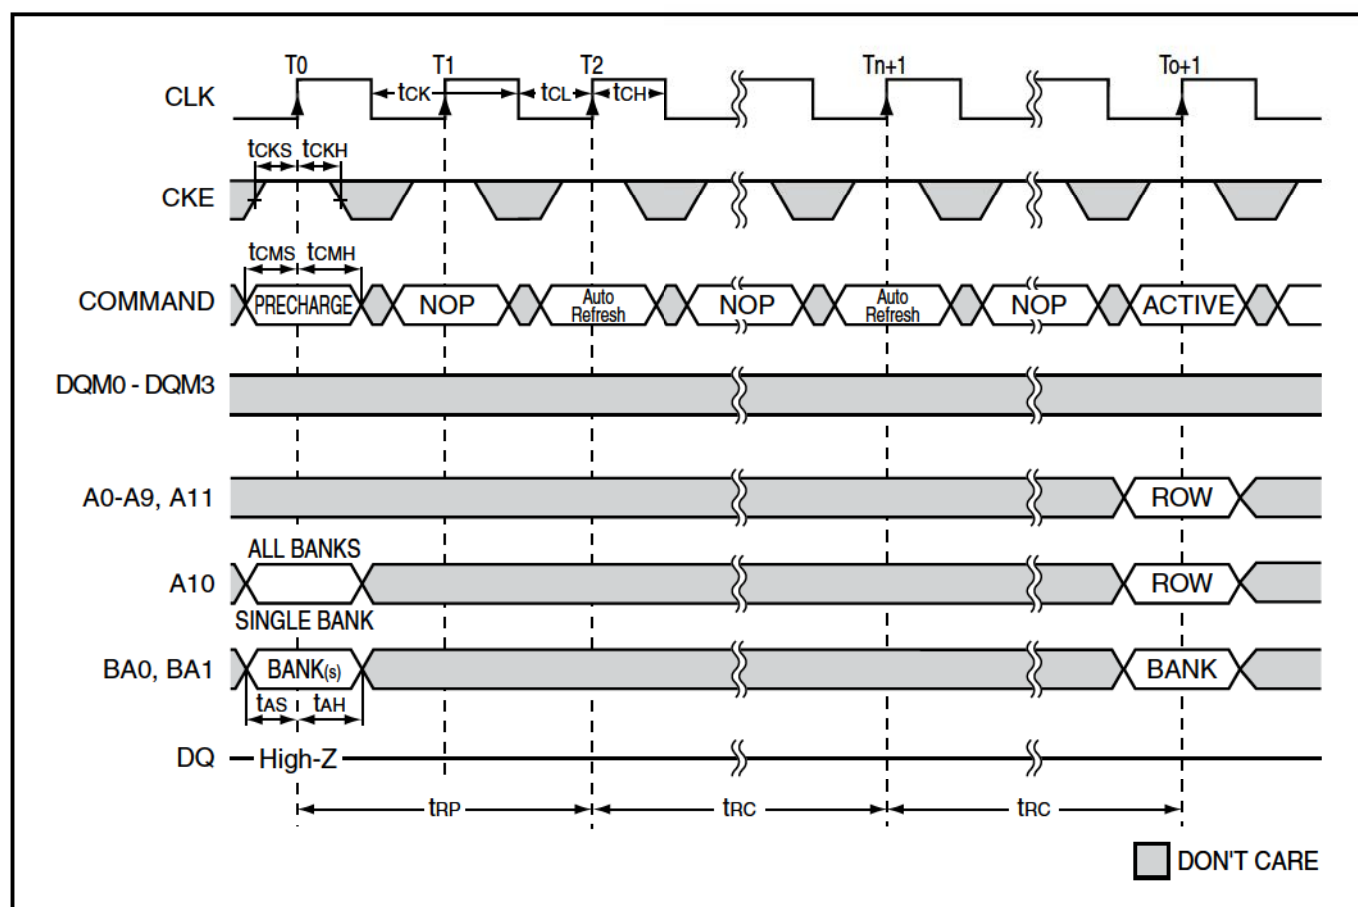 T0 T1 T2 Tn+1 To+1
CLK tCK tCL tCH
tCKS tCKH
CKE
tCMS tCMH
COMMAND PRECHARGE NOP Auto Refresh NOP Auto Refresh NOP ACTIVE
DQM0 - DQM3
A0-A9, A11 ROW
ALL BANKS
A10 ROW
SINGLE BANK
BA0, BA1 BANK(s) BANK
tAS tAH
DQ High-Z
tRP tRC tRC
DON'T CARE